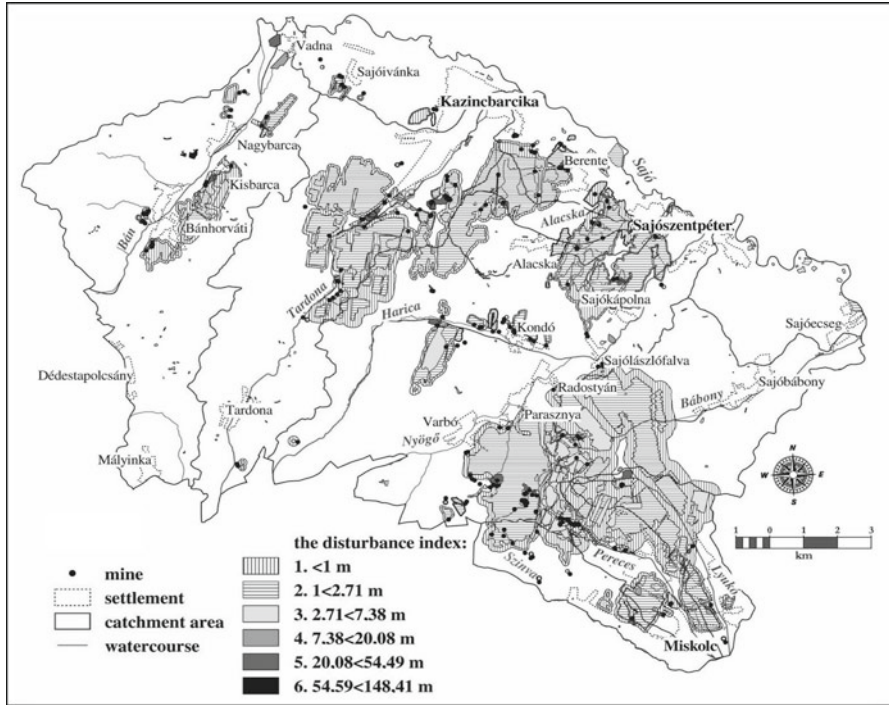 Vadna
Sajóivánka
Kazincbarcika
Nagybarca
Berente
Sajó
Kisbarca
Alacska
Bán
Bánhorváti
Sajószentpéter
Alacska
Tardona
Sajókápolna
Harica
Kondó
Sajóecseg
Sajólászlófalva
Dédestapolcsány
Radostyán
Bábony
Sajóbábony
Tardona
Parasznya
Varbó
Nyögő
Mályinka
N
W E
S
1 0 1 2 3
km
the disturbance index:
1. <1 m
mine
2. 1<2.71 m
Szinva
Pereces
Lyukó
settlement
3. 2.71<7.38 m
catchment area
4. 7.38<20.08 m
watercourse
5. 20.08<54.49 m
Miskolc
6. 54.59<148.41 m